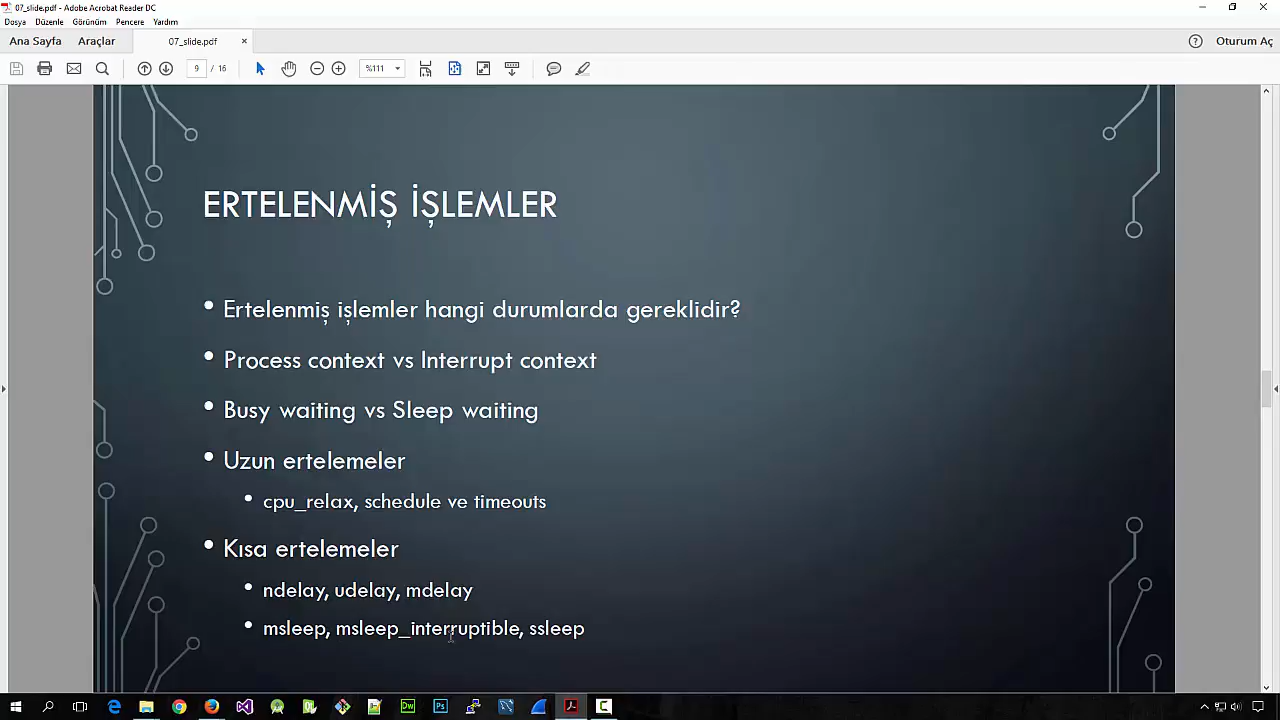 07_slide.pdf - Adobe Acrobat Reader DC
Dosya Düzenle Görünüm Pencere Yardım
Ana Sayfa Araçlar 07_slide.pdf × Oturum Aç
9 / 16 %111
ERTELENMİŞ İŞLEMLER
• Ertelenmiş işlemler hangi durumlarda gereklidir?
• Process context vs Interrupt context
• Busy waiting vs Sleep waiting
• Uzun ertelemeler
• cpu_relax, schedule ve timeouts
• Kısa ertelemeler
• ndelay, udelay, mdelay
• msleep, msleep_interruptible, ssleep
Dw Ps